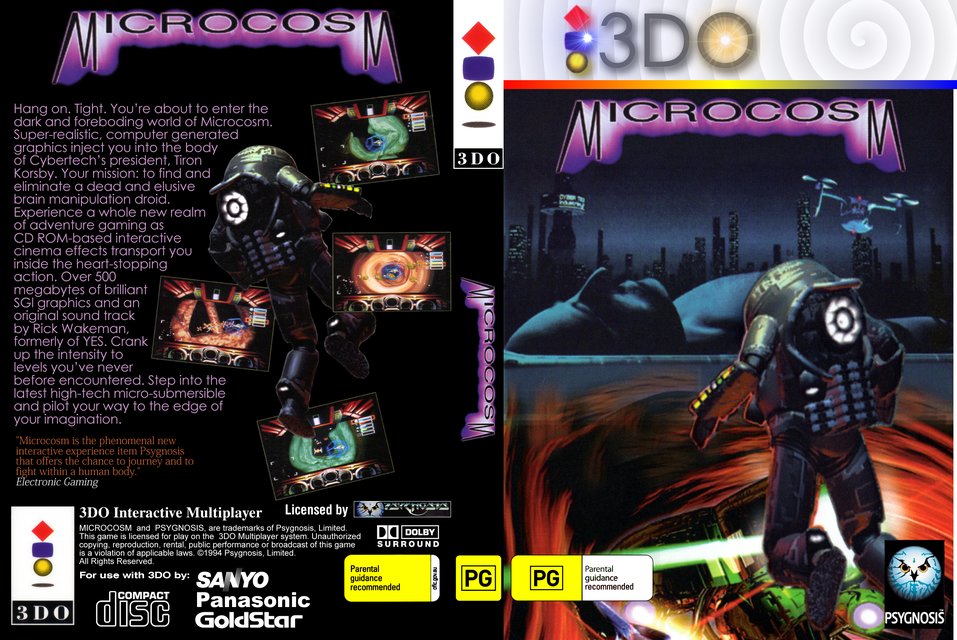 MICROCOSM
Hang on. Tight. You're about to enter the
dark and foreboding world of Microcosm.
Super-realistic, computer generated
graphics inject you into the body
of Cybertech's president, Tiron
Korsby. Your mission: to find and
eliminate a dead and elusive
brain manipulation droid.
Experience a whole new realm
of adventure gaming as
CD ROM-based interactive
cinema effects transport you
inside the heart-stopping
action. Over 500
megabytes of brilliant
SGI graphics and an
original sound track
by Rick Wakeman,
formerly of YES. Crank
up the intensity to
levels you've never
before encountered. Step into the
latest high-tech micro-submersible
and pilot your way to the edge of
your imagination.
"Microcosm is the phenomenal new
interactive experience item Psygnosis
that offers the chance to journey and to
fight within a human body."
Electronic Gaming
3DO Interactive Multiplayer
Licensed by
PSYGNOSIS
MICROCOSM and PSYGNOSIS, are trademarks of Psygnosis, Limited.
This game is licensed for play on the 3DO Multiplayer system. Unauthorized
copying, reproduction, rental, public performance or broadcast of this game
is a violation of applicable laws. ©1994 Psygnosis, Limited.
All Rights Reserved.
DOLBY
SURROUND
3DO
For use with 3DO by:
COMPACT
disc
SANYO
Panasonic
GoldStar
Parental
guidance
recommended
PG
3DO
MICROCOSM
3DO
MICROCOSM
CYBER TEC
PG
Parental
guidance
recommended
PSYGNOSIS